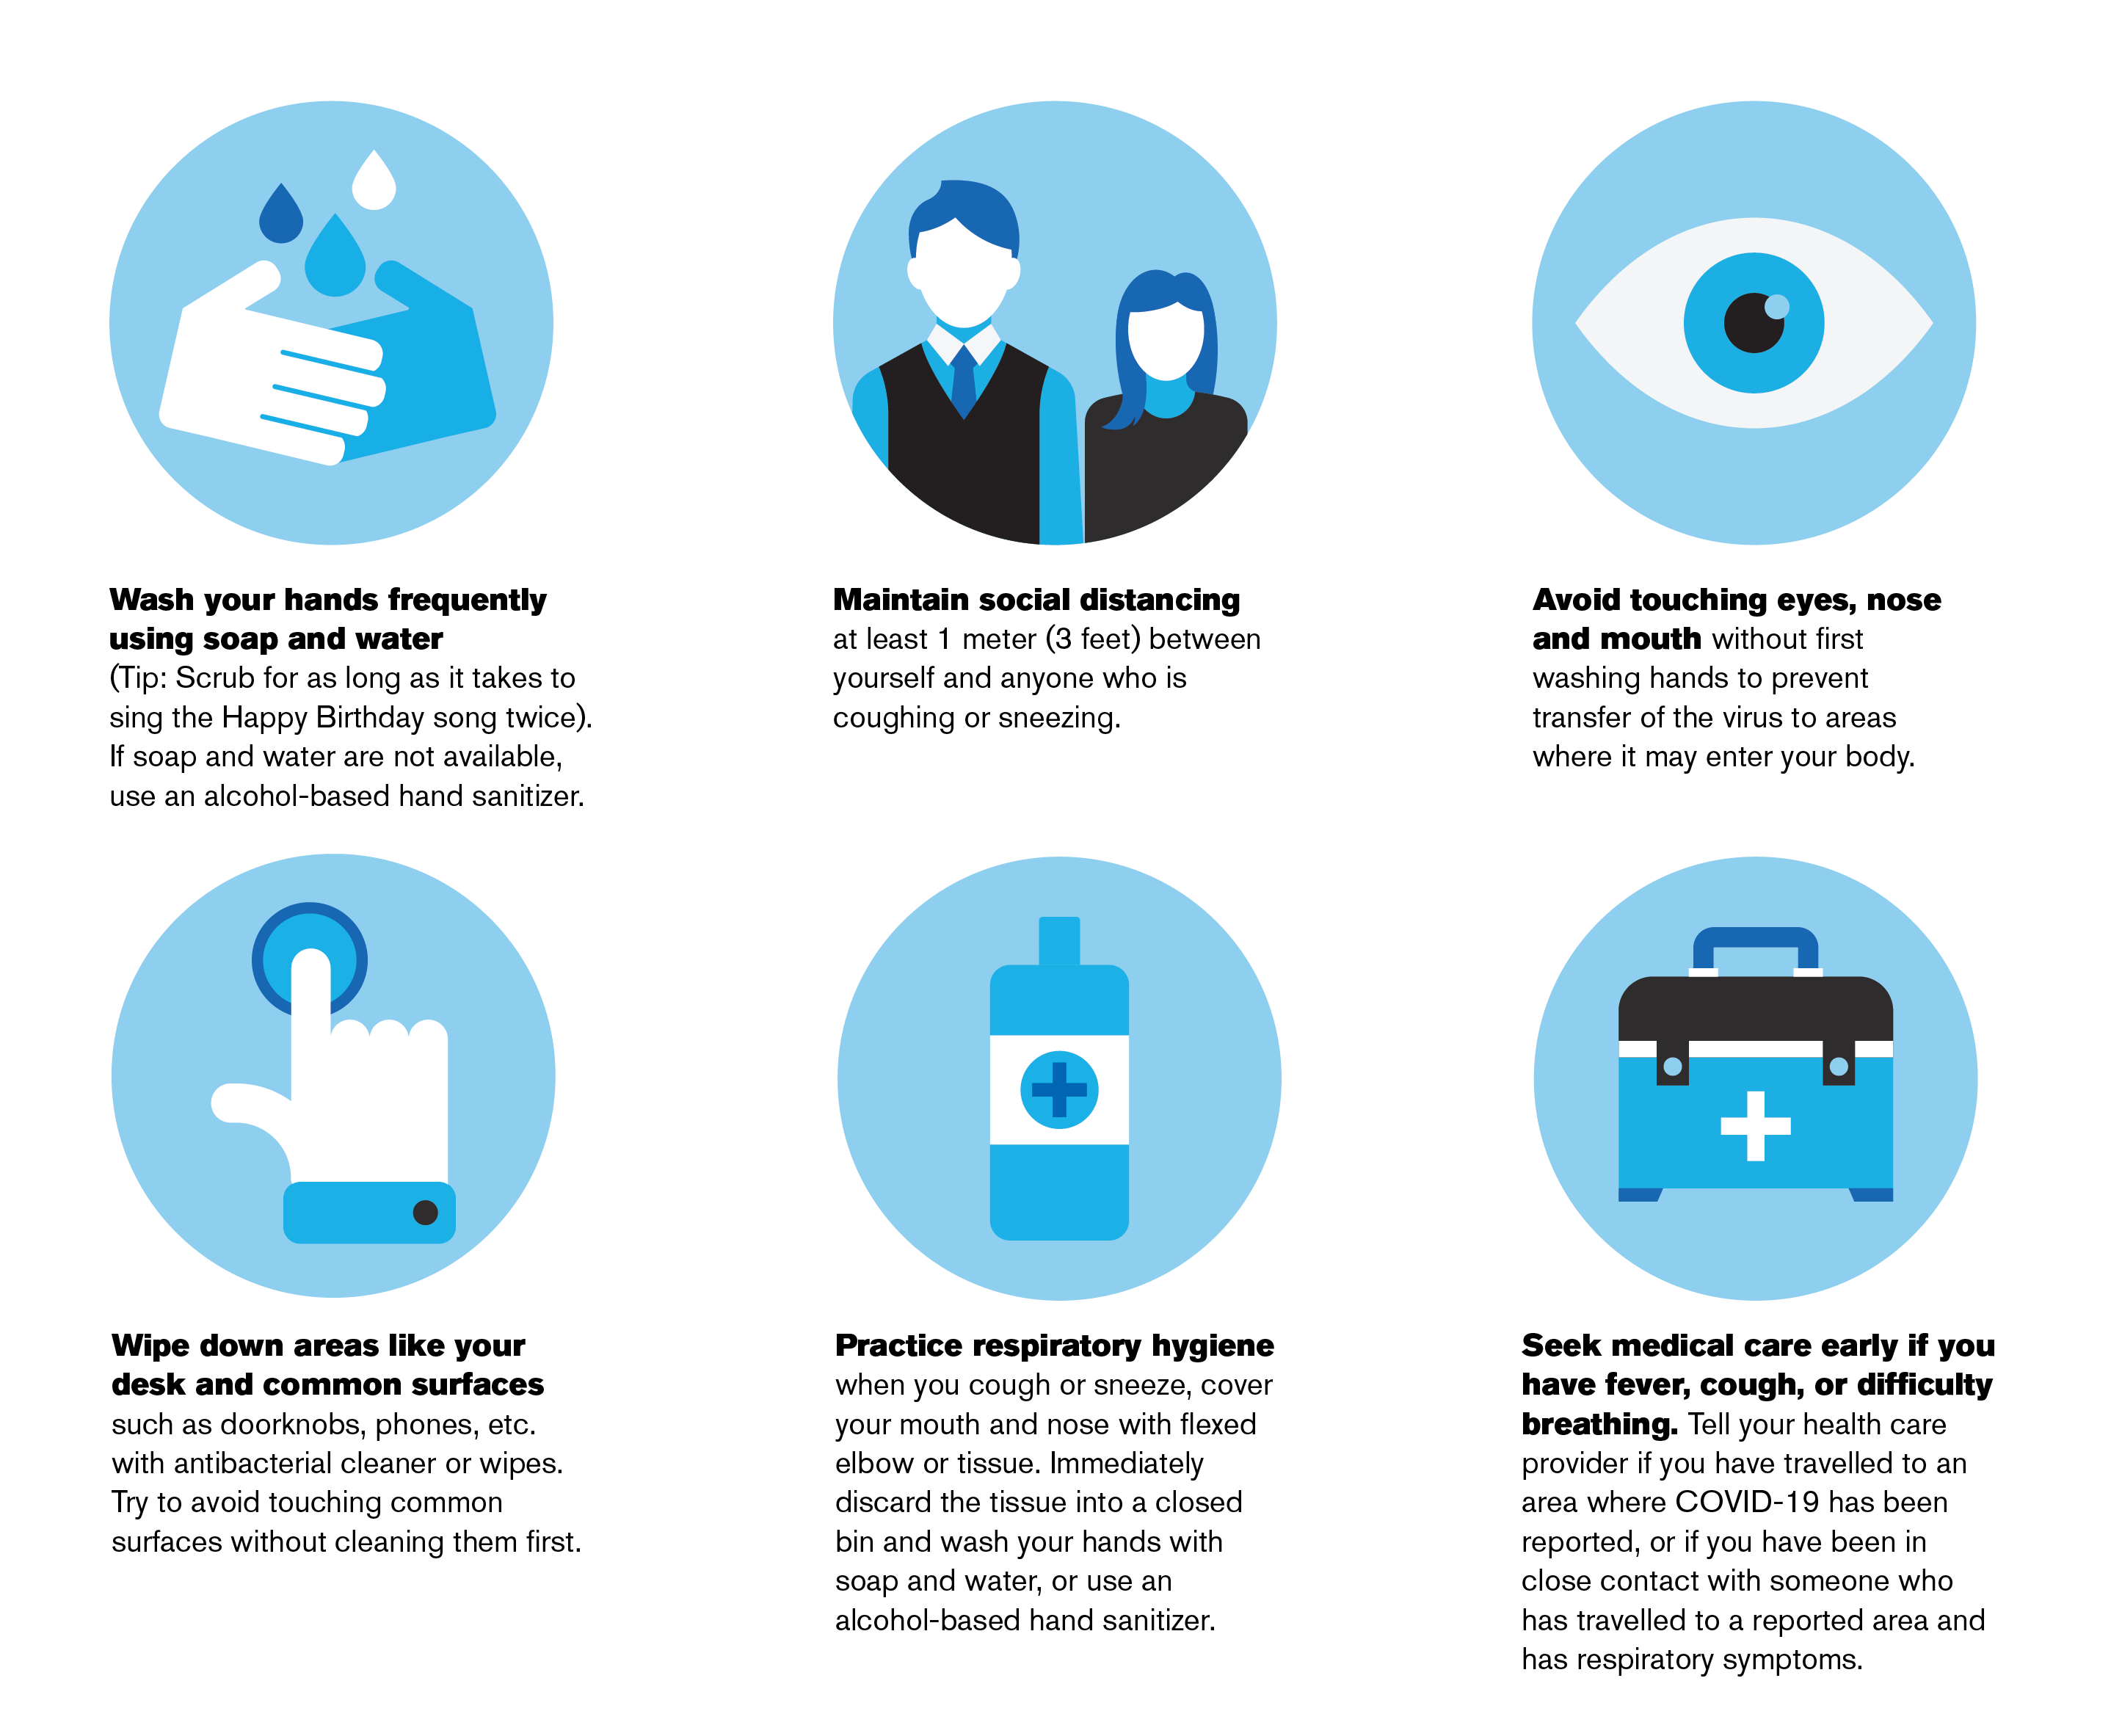 Wash your hands frequently
using soap and water
(Tip: Scrub for as long as it takes to
sing the Happy Birthday song twice).
If soap and water are not available,
use an alcohol-based hand sanitizer.
Maintain social distancing
at least 1 meter (3 feet) between
yourself and anyone who is
coughing or sneezing.
Avoid touching eyes, nose
and mouth without first
washing hands to prevent
transfer of the virus to areas
where it may enter your body.
Wipe down areas like your
desk and common surfaces
such as doorknobs, phones, etc.
with antibacterial cleaner or wipes.
Try to avoid touching common
surfaces without cleaning them first.
Practice respiratory hygiene
when you cough or sneeze, cover
your mouth and nose with flexed
elbow or tissue. Immediately
discard the tissue into a closed
bin and wash your hands with
soap and water, or use an
alcohol-based hand sanitizer.
Seek medical care early if you
have fever, cough, or difficulty
breathing. Tell your health care
provider if you have travelled to an
area where COVID-19 has been
reported, or if you have been in
close contact with someone who
has travelled to a reported area and
has respiratory symptoms.